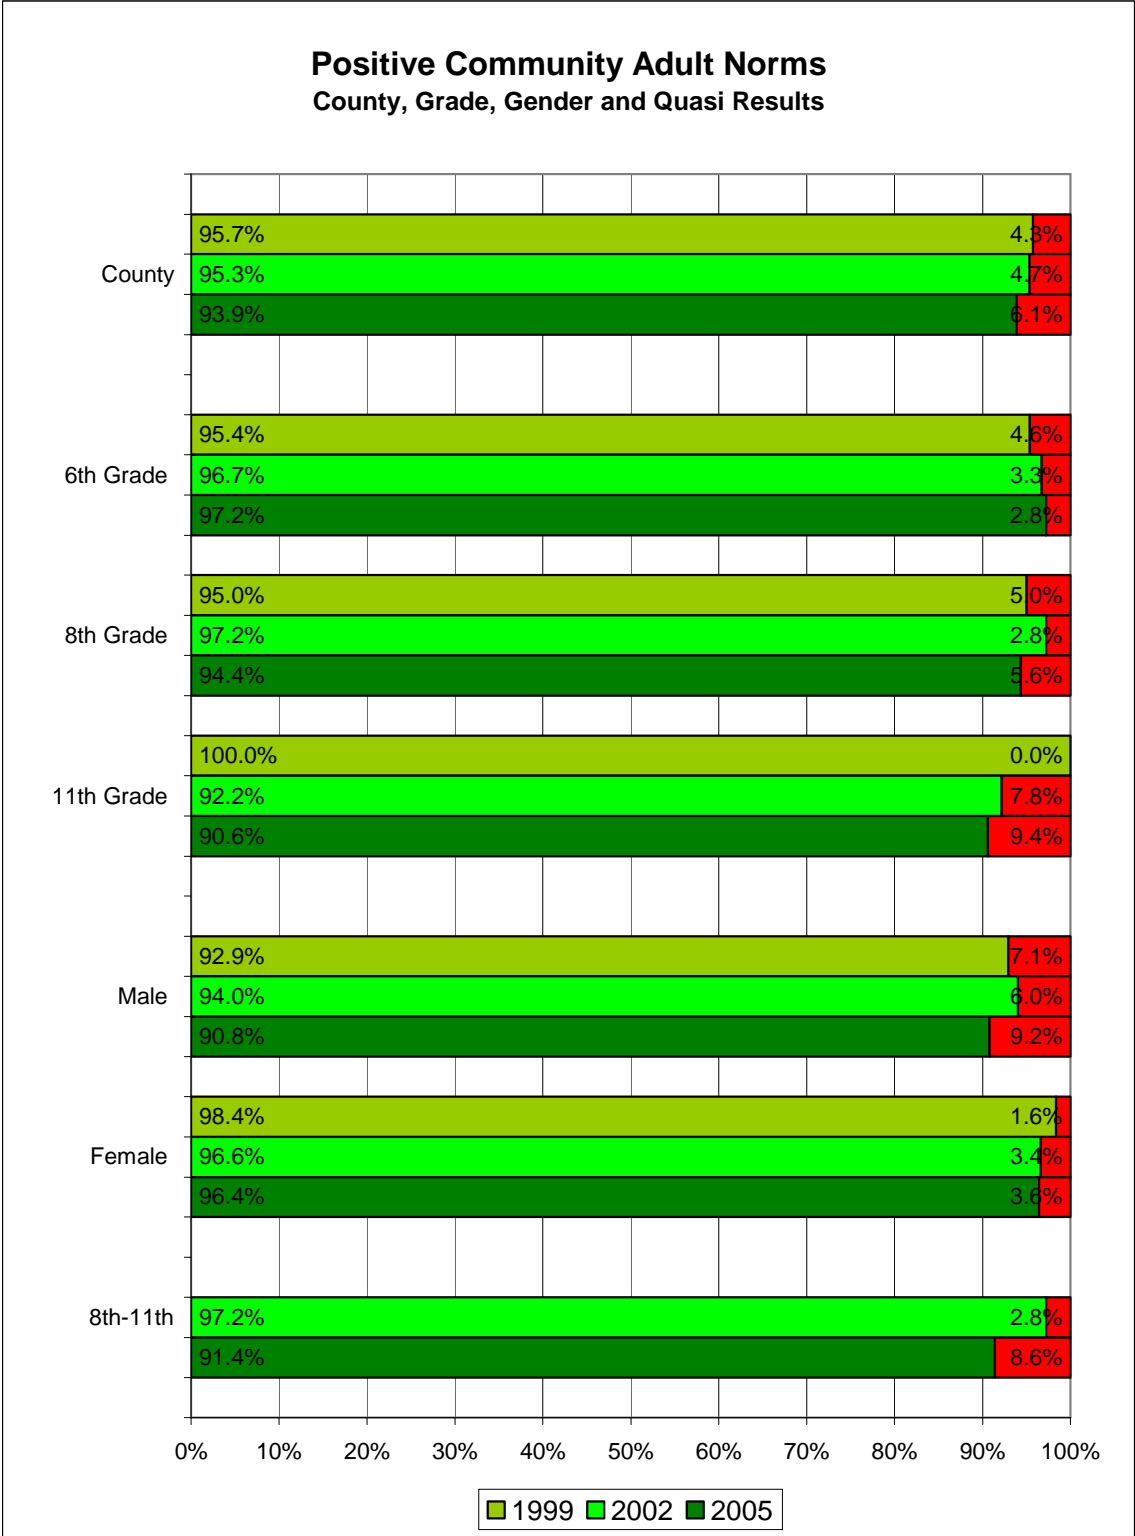 Positive Community Adult Norms
County, Grade, Gender and Quasi Results
95.7% 4.3%
County 95.3% 4.7%
93.9% 6.1%
95.4% 4.6%
6th Grade 96.7% 3.3%
97.2% 2.8%
95.0% 5.0%
8th Grade 97.2% 2.8%
94.4% 5.6%
100.0% 0.0%
11th Grade 92.2% 7.8%
90.6% 9.4%
92.9% 7.1%
Male 94.0% 6.0%
90.8% 9.2%
98.4% 1.6%
Female 96.6% 3.4%
96.4% 3.6%
8th-11th 97.2% 2.8%
91.4% 8.6%
0% 10% 20% 30% 40% 50% 60% 70% 80% 90% 100%
1999 2002 2005